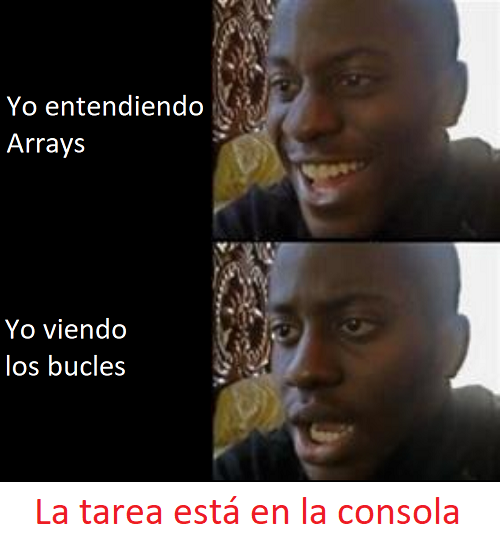 Yo entendiendo
Arrays
Yo viendo
los bucles
La tarea está en la consola